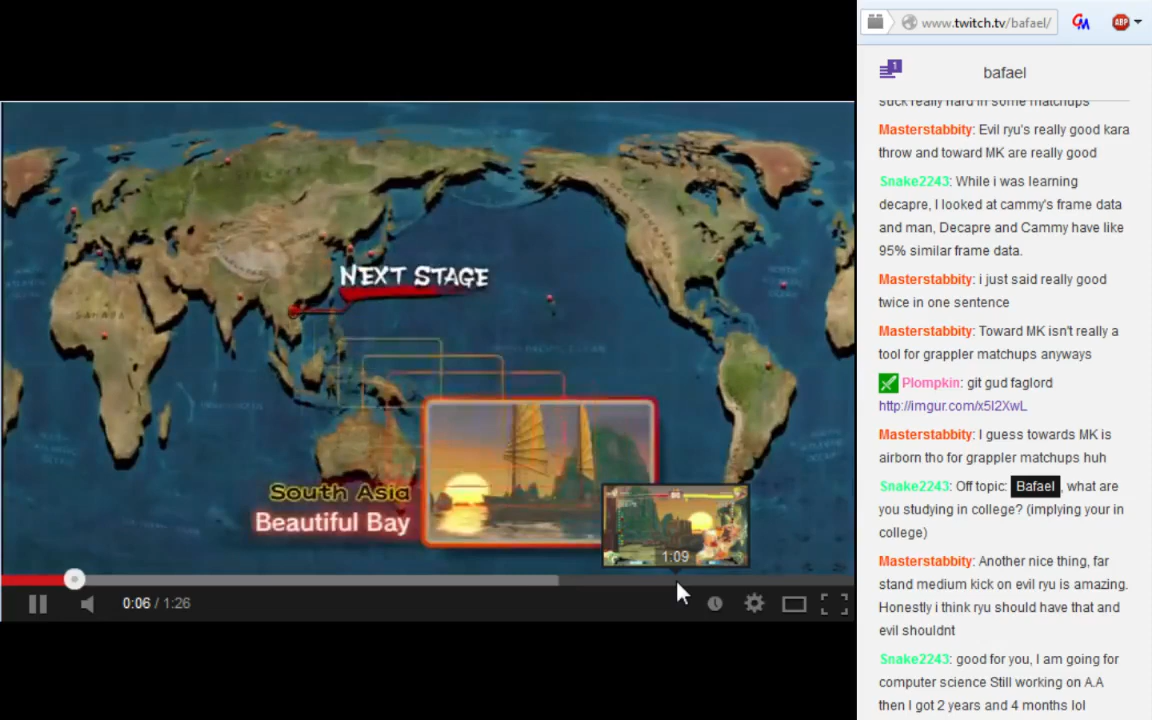 www.twitch.tv/bafael/
GM
ABP
1
bafael
suck really hard in some matchups
Masterstabbity: Evil ryu's really good kara
throw and toward MK are really good
Snake2243: While i was learning
decapre, I looked at cammy's frame data
and man, Decapre and Cammy have like
95% similar frame data.
Masterstabbity: i just said really good
twice in one sentence
Masterstabbity: Toward MK isn't really a
tool for grappler matchups anyways
Plompkin: git gud faglord
http://imgur.com/x5I2XwL
Masterstabbity: I guess towards MK is
airborn tho for grappler matchups huh
Snake2243: Off topic: Bafael , what are
you studying in college? (implying your in
college)
Masterstabbity: Another nice thing, far
stand medium kick on evil ryu is amazing.
Honestly i think ryu should have that and
evil shouldnt
Snake2243: good for you, I am going for
computer science Still working on A.A
then I got 2 years and 4 months lol
NEXT STAGE
SAHARA
South Asia
Beautiful Bay
1:09
0:06 / 1:26